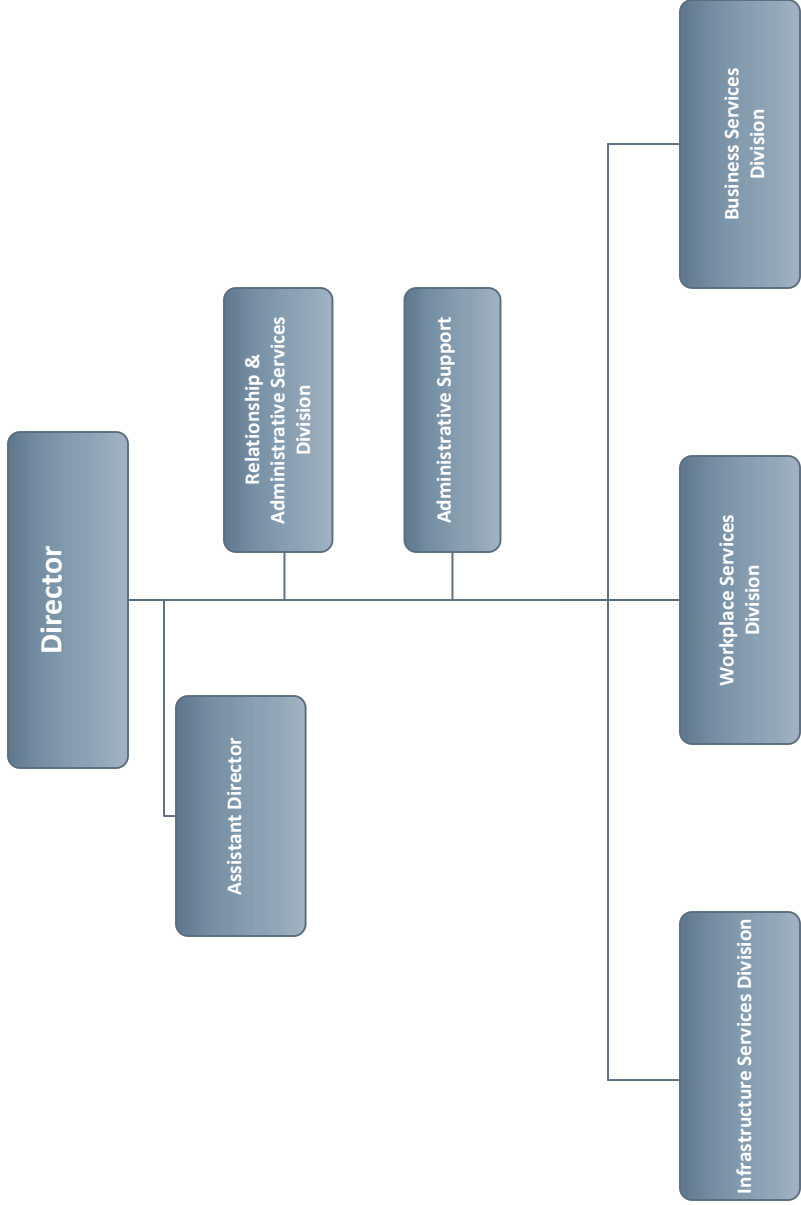 Director
Assistant Director
Relationship &
Administrative Services
Division
Administrative Support
Infrastructure Services Division
Workplace Services
Division
Business Services
Division